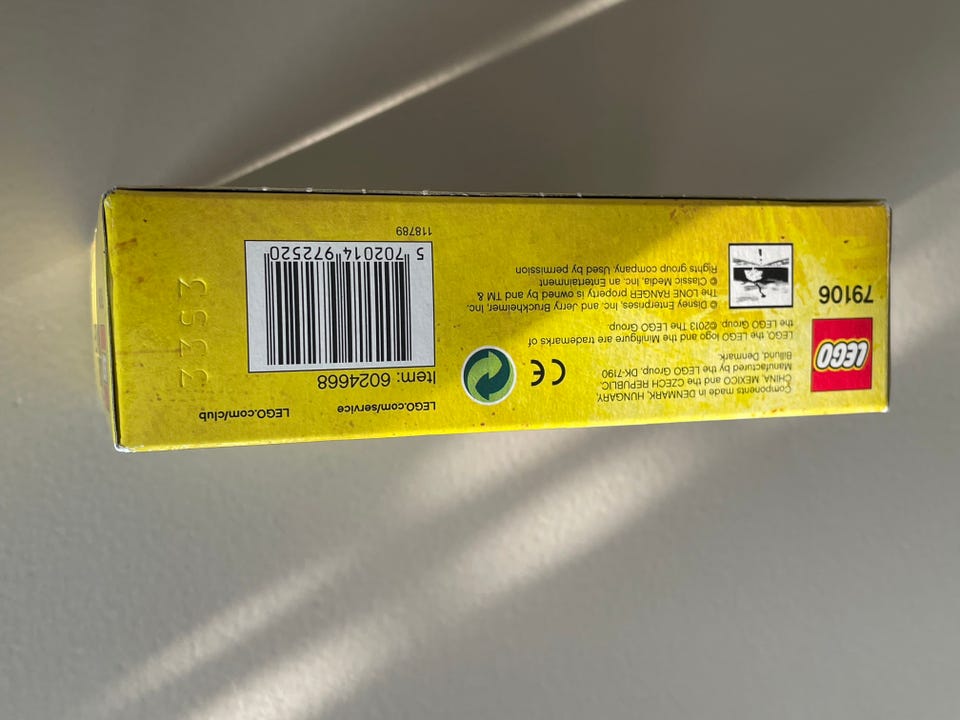 LEGO
79106
Components made in DENMARK, HUNGARY,
CHINA, MEXICO and the CZECH REPUBLIC.
Manufactured by the LEGO Group, DK-7190
Billund, Denmark.
LEGO, the LEGO logo and the Minifigure are trademarks of
the LEGO Group. ©2013 The LEGO Group.
© Disney Enterprises, Inc. and Jerry Bruckheimer, Inc.
The LONE RANGER property is owned by and TM &
© Classic Media, Inc, an Entertainment
Rights group company. Used by permission
CE
LEGO.com/service
LEGO.com/club
Item: 6024668
5 702014 972520
118789
33S3